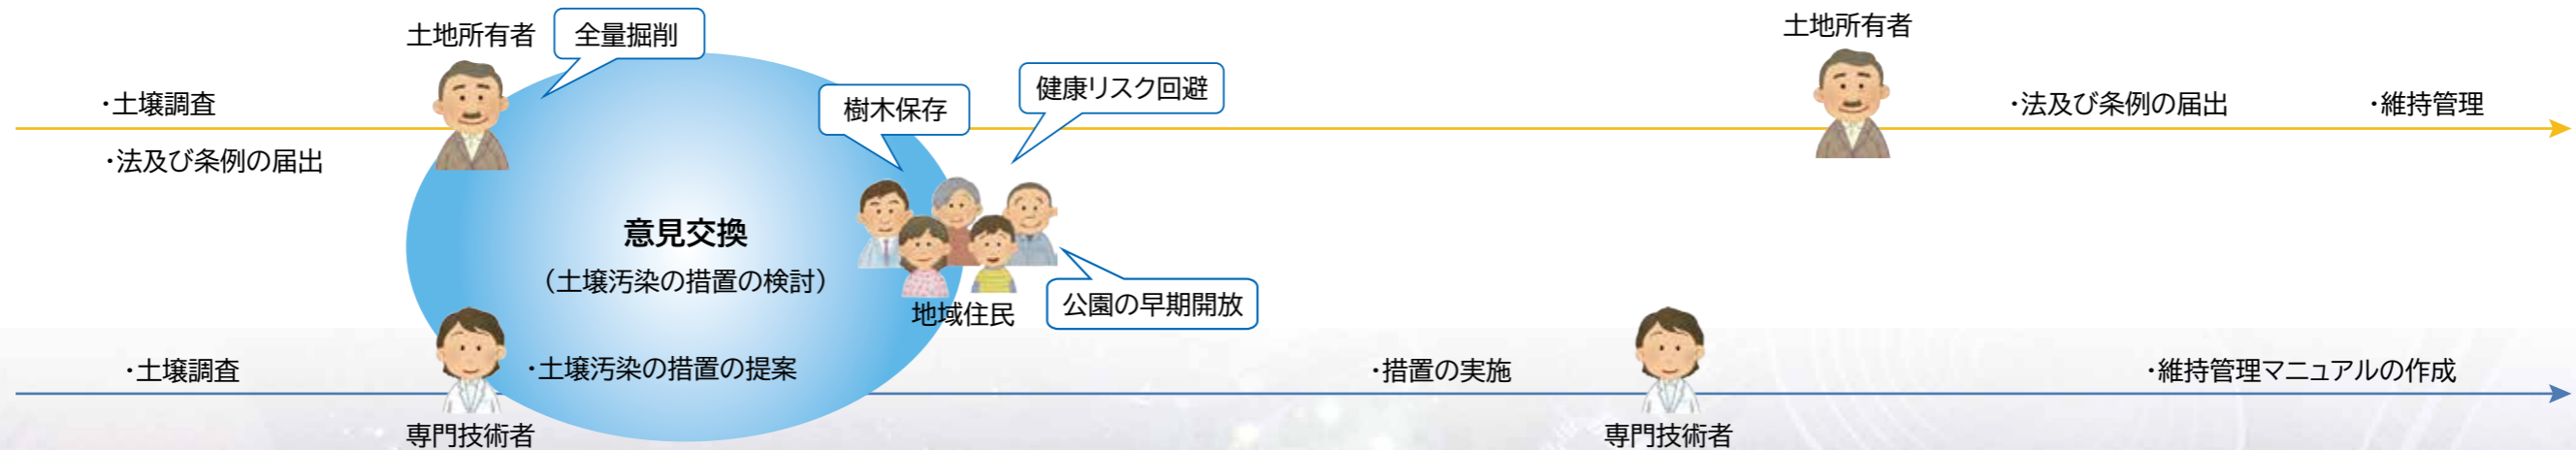 土地所有者
全量掘削
・土壌調査
・法及び条例の届出
樹木保存
健康リスク回避
意見交換
（土壌汚染の措置の検討）
地域住民
公園の早期開放
土地所有者
・法及び条例の届出
・維持管理
・土壌調査
・土壌汚染の措置の提案
専門技術者
・措置の実施
専門技術者
・維持管理マニュアルの作成